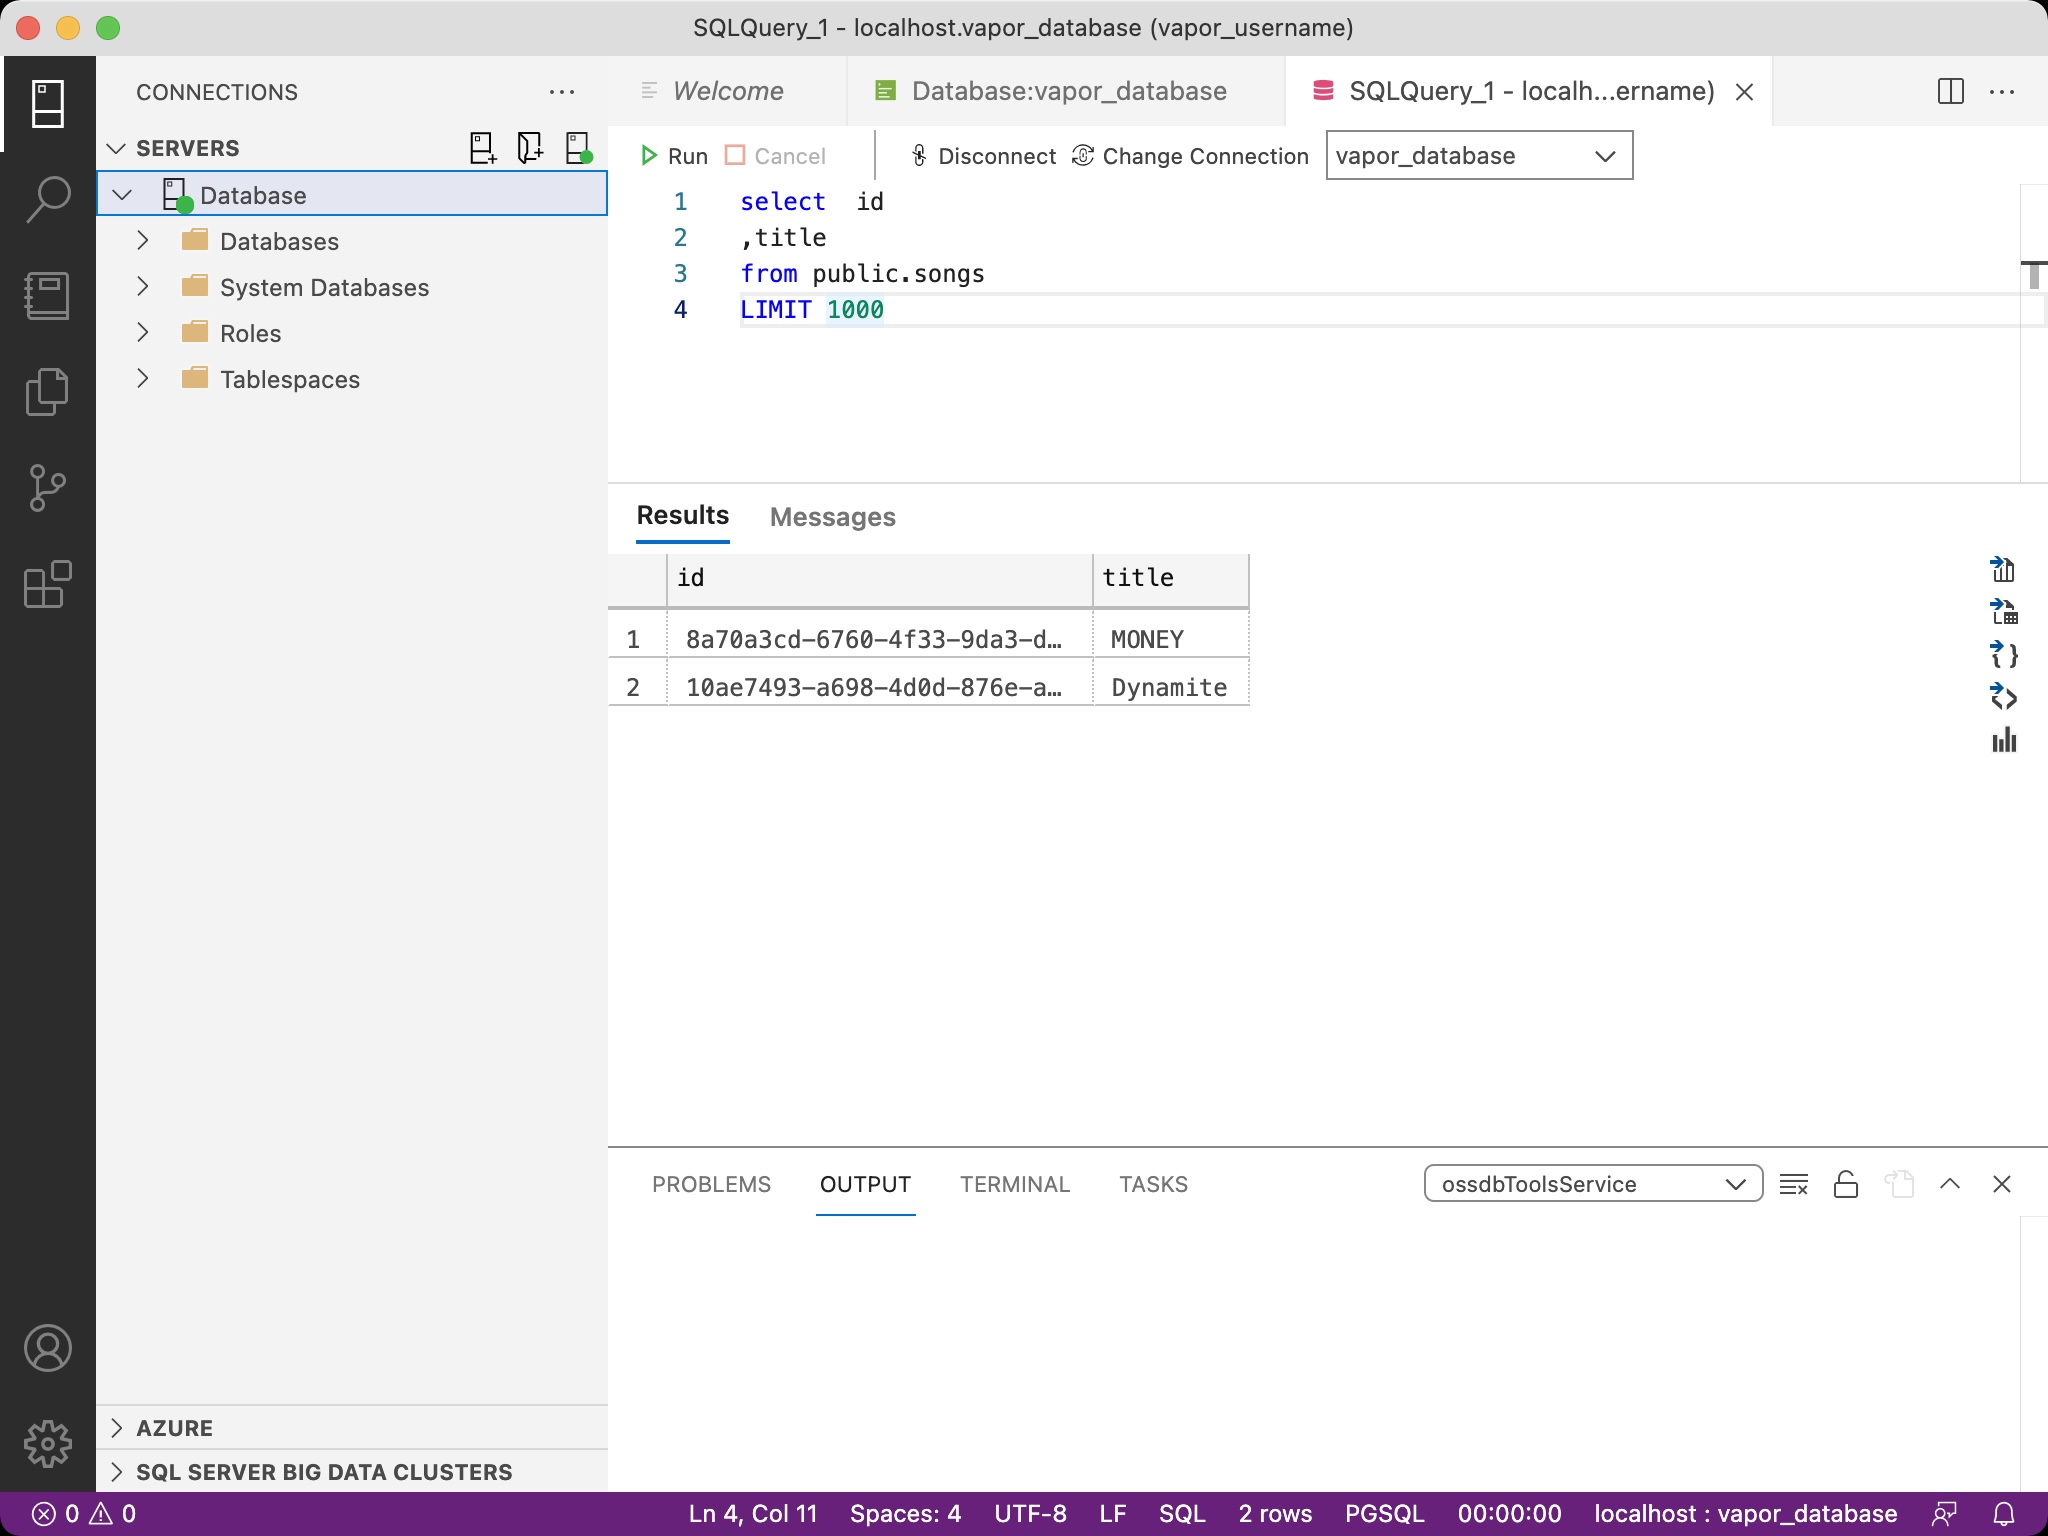 SQLQuery_1 - localhost.vapor_database (vapor_username)
CONNECTIONS
SERVERS
Database
Databases
System Databases
Roles
Tablespaces
AZURE
SQL SERVER BIG DATA CLUSTERS
Welcome
Database:vapor_database
SQLQuery_1 - localh...ername)
Run Cancel Disconnect Change Connection vapor_database
1 select  id
2 ,title
3 from public.songs
4 LIMIT 1000
Results Messages
id title
1 8a70a3cd-6760-4f33-9da3-d… MONEY
2 10ae7493-a698-4d0d-876e-a… Dynamite
PROBLEMS OUTPUT TERMINAL TASKS ossdbToolsService
0 0 Ln 4, Col 11 Spaces: 4 UTF-8 LF SQL 2 rows PGSQL 00:00:00 localhost : vapor_database